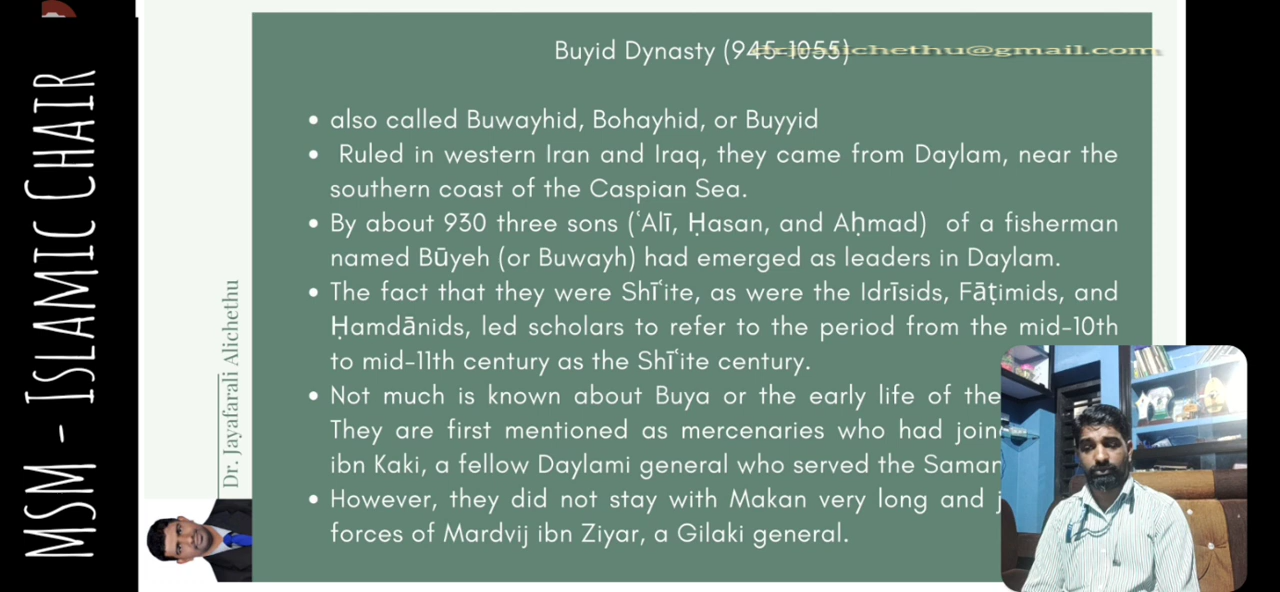 MSM - ISLAMIC CHAIR
Dr. Jayafarali Alichethu
Buyid Dynasty (945-1055)
alichethu@gmail.com
• also called Buwayhid, Bohayhid, or Buyyid
• Ruled in western Iran and Iraq, they came from Daylam, near the
southern coast of the Caspian Sea.
• By about 930 three sons (ʿAlī, Ḥasan, and Aḥmad) of a fisherman
named Būyeh (or Buwayh) had emerged as leaders in Daylam.
• The fact that they were Shīʿite, as were the Idrīsids, Fāṭimids, and
Ḥamdānids, led scholars to refer to the period from the mid-10th
to mid-11th century as the Shīʿite century.
• Not much is known about Buya or the early life of the
They are first mentioned as mercenaries who had join
ibn Kaki, a fellow Daylami general who served the Saman
• However, they did not stay with Makan very long and j
forces of Mardvij ibn Ziyar, a Gilaki general.